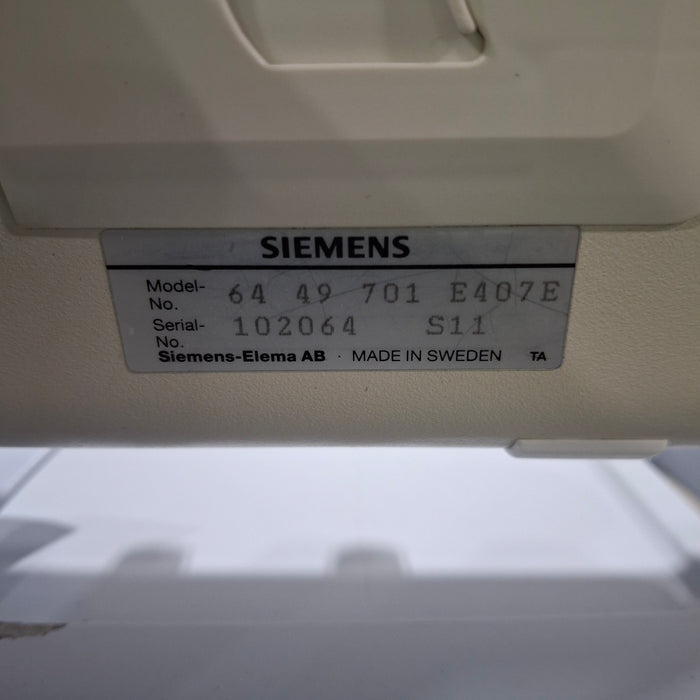 SIEMENS
Model-
No. 64 49 701 E407E
Serial-
No. 102064 S11
Siemens-Elema AB · MADE IN SWEDEN TA